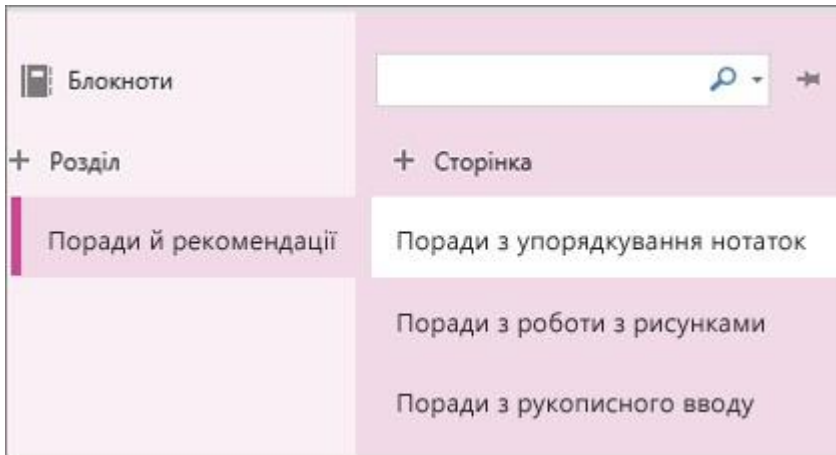 Блокноти
+ Розділ
Поради й рекомендації
+ Сторінка
Поради з упорядкування нотаток
Поради з роботи з рисунками
Поради з рукописного вводу